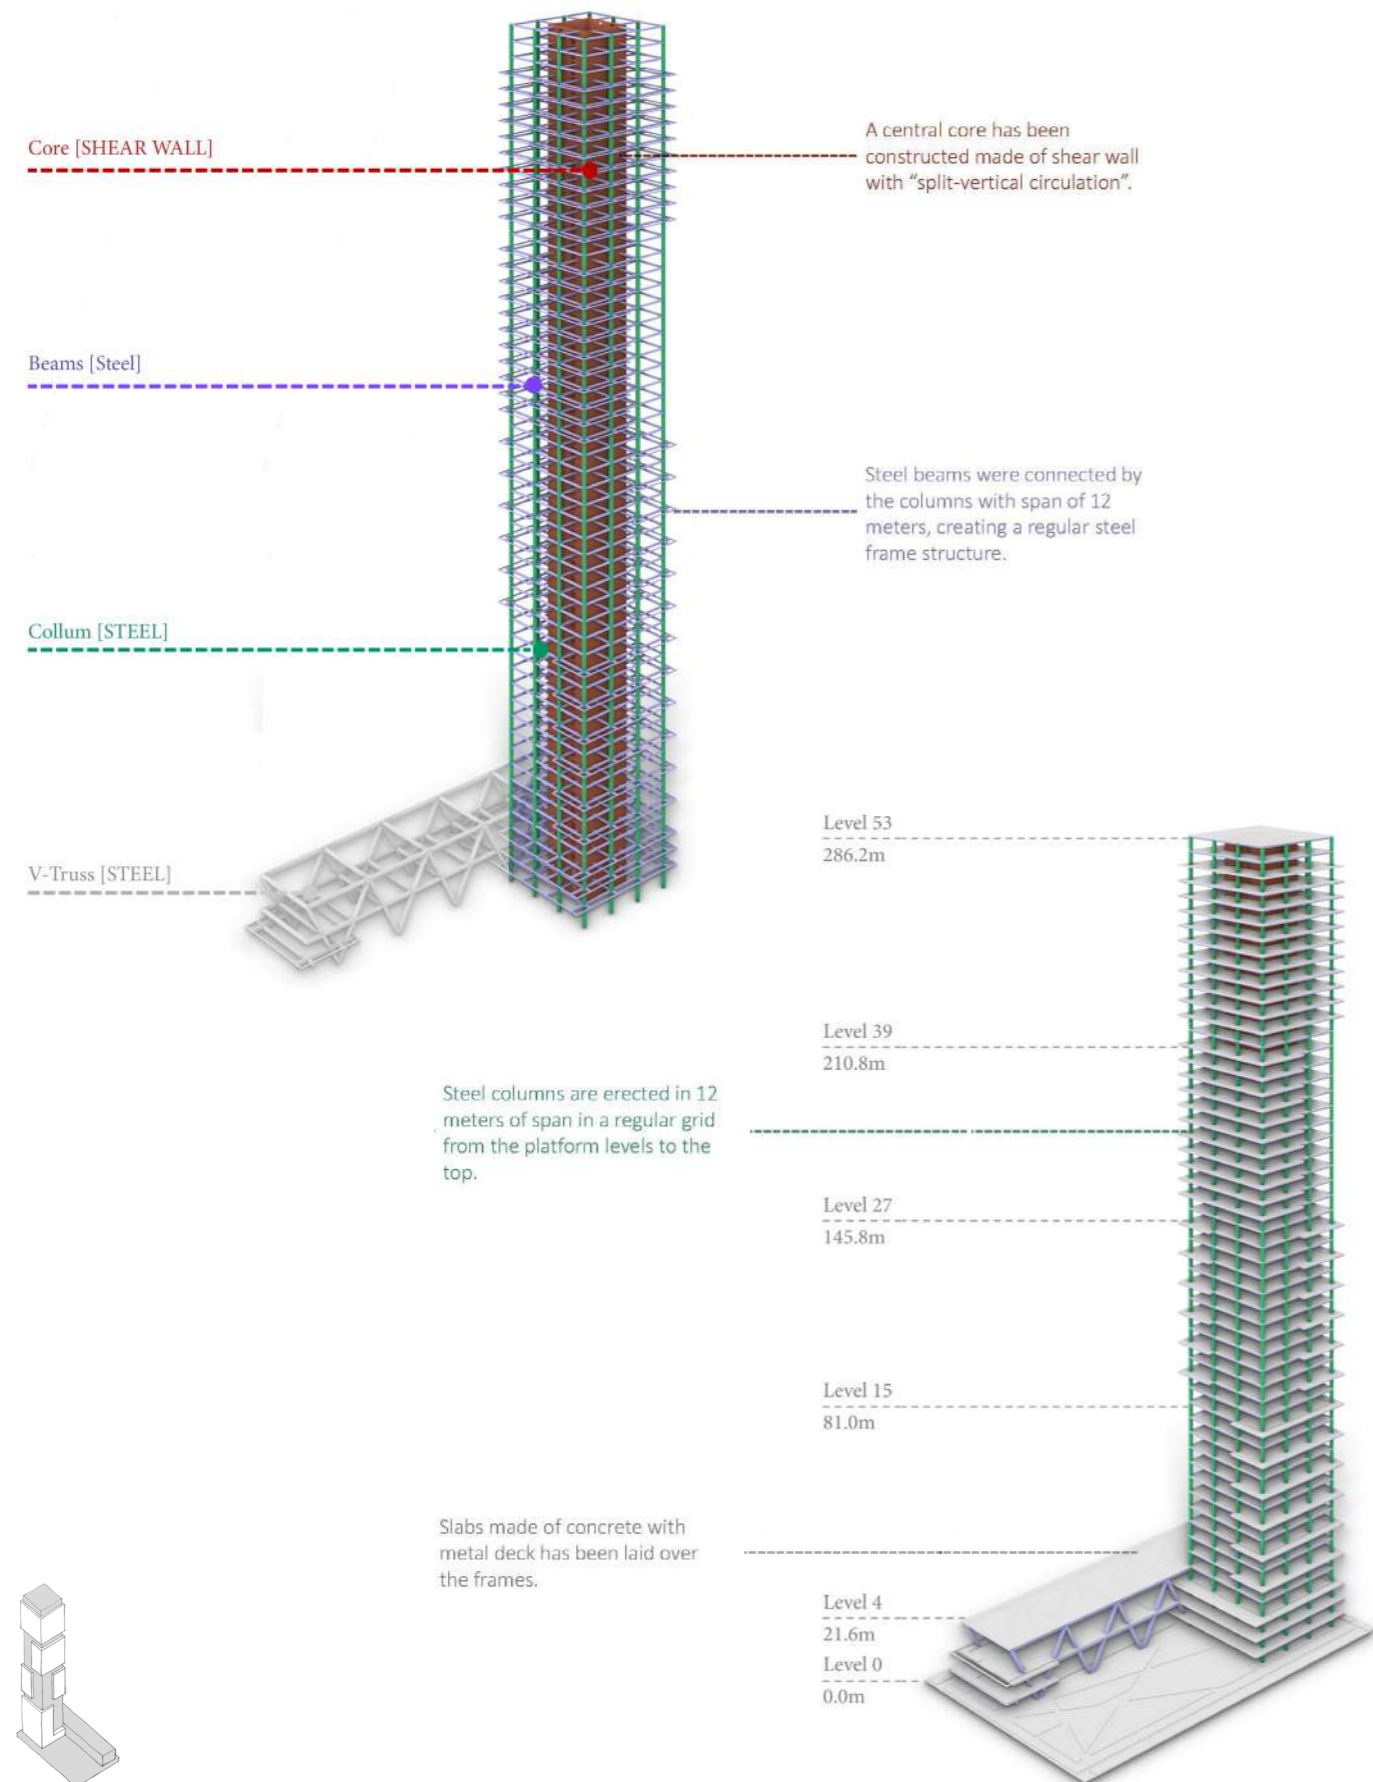 Core [SHEAR WALL]
A central core has been
constructed made of shear wall
with “split-vertical circulation”.
Beams [Steel]
Steel beams were connected by
the columns with span of 12
meters, creating a regular steel
frame structure.
Collum [STEEL]
V-Truss [STEEL]
Level 53
286.2m
Level 39
210.8m
Steel columns are erected in 12
meters of span in a regular grid
from the platform levels to the
top.
Level 27
145.8m
Level 15
81.0m
Slabs made of concrete with
metal deck has been laid over
the frames.
Level 4
21.6m
Level 0
0.0m